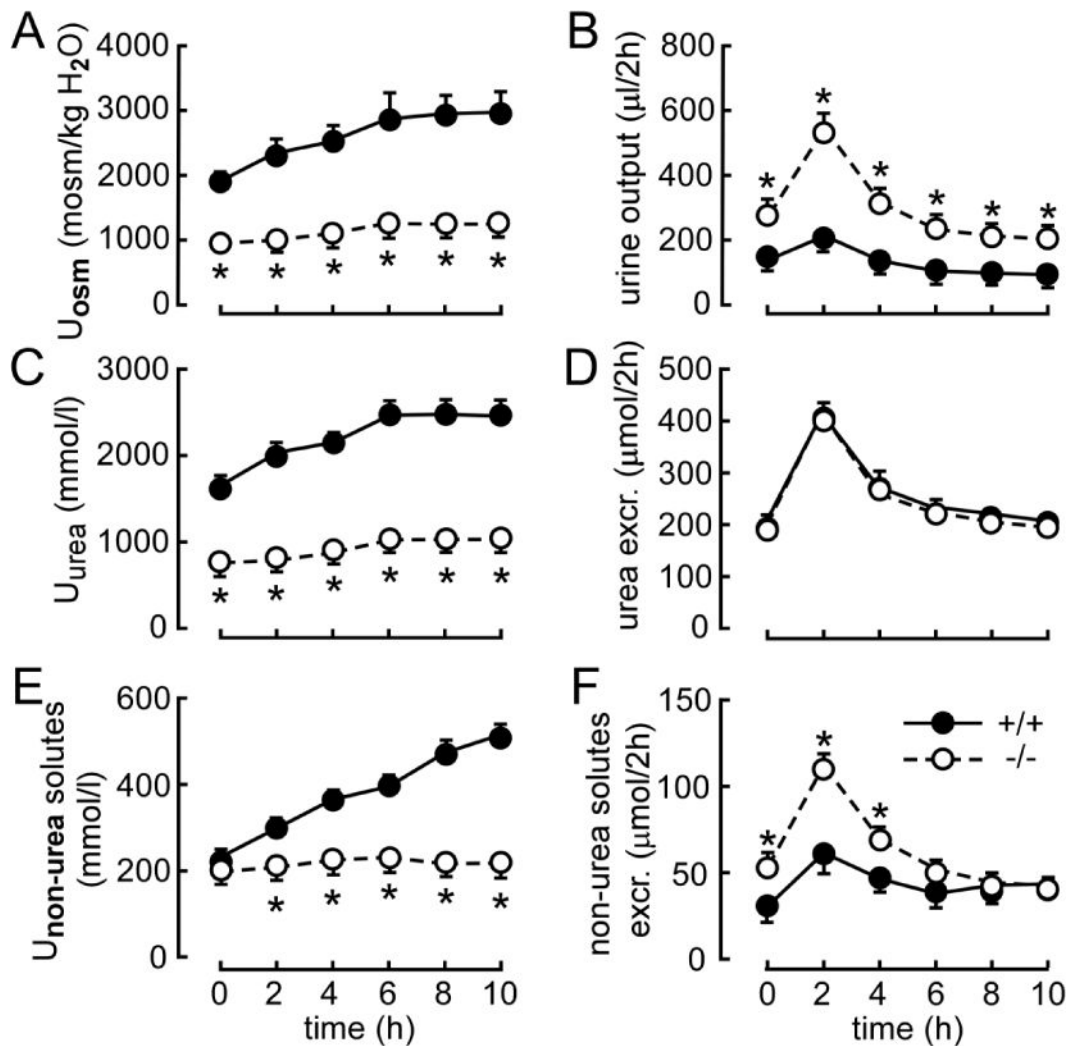 A
U_osm (mosm/kg H₂O)
4000
3000
2000
1000
0
* * * * * *
B
urine output (μl/2h)
800
600
400
200
0
* * * * * *
C
U_urea (mmol/l)
3000
2000
1000
0
* * * * * *
D
urea excr. (μmol/2h)
500
400
300
200
100
0
E
U_non-urea solutes
(mmol/l)
600
400
200
0
* * * * *
0 2 4 6 8 10
time (h)
F
non-urea solutes
excr. (μmol/2h)
150
100
50
0
* * *
+/+
-/-
0 2 4 6 8 10
time (h)